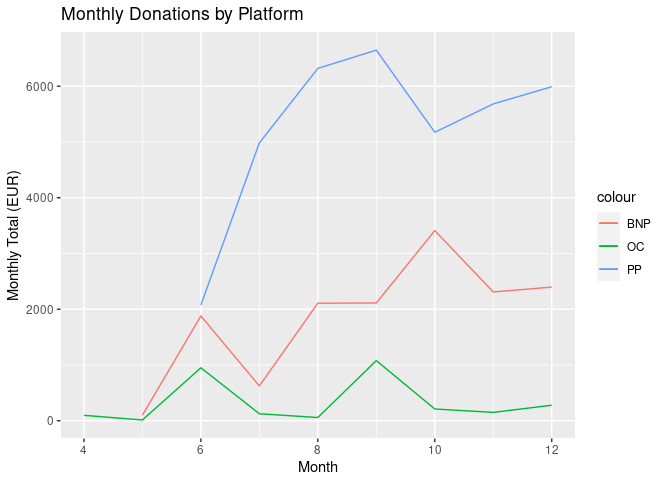 Monthly Donations by Platform
Monthly Total (EUR)
6000
4000
2000
0
4
6
8
10
12
Month
colour
BNP
OC
PP